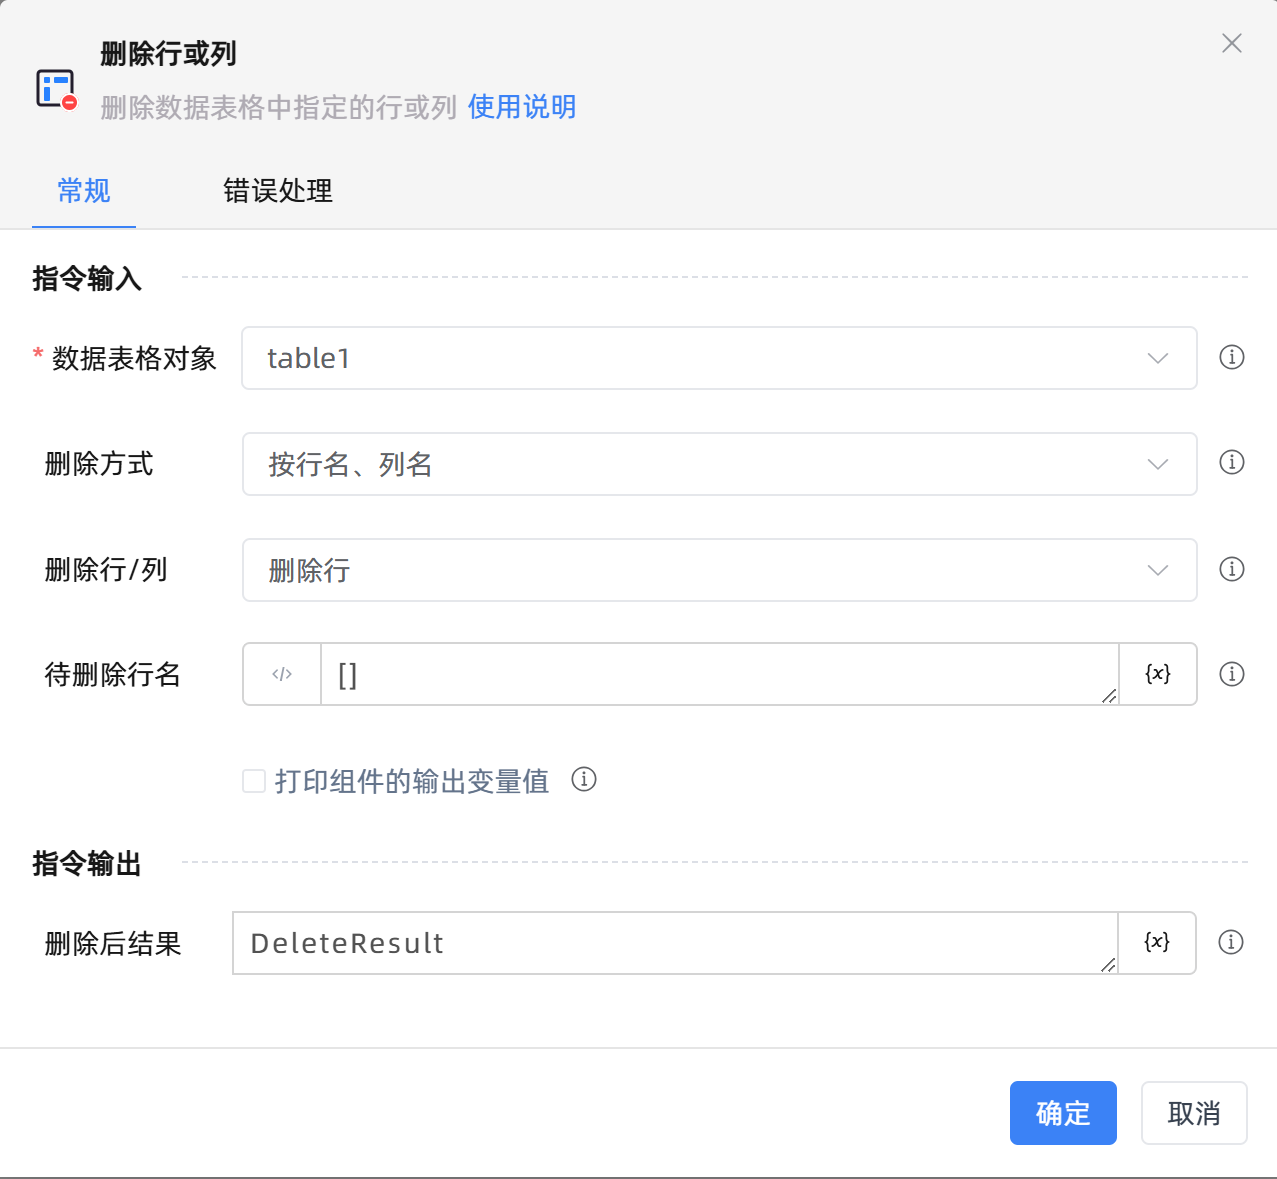 删除行或列
删除数据表格中指定的行或列 使用说明
常规 错误处理
指令输入
* 数据表格对象 table1
删除方式 按行名、列名
删除行/列 删除行
待删除行名 </> [] {x}
打印组件的输出变量值
指令输出
删除后结果 DeleteResult {x}
确定 取消